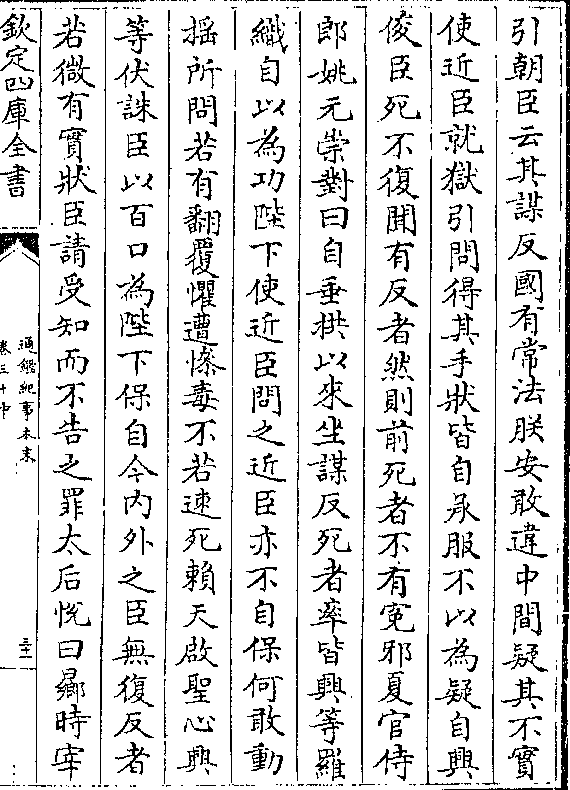 引朝臣云其謀反國有常法朕安敢違中間疑其不實
使近臣就獄引問得其手狀皆自承服不以為疑自興
俊臣死不復聞有反者然則前死者不有冤邪夏官侍
郎姚元崇對曰自垂拱以來坐謀反死者率皆興等羅
織自以為功陛下使近臣問之近臣亦不自保何敢動
揺所問若有翻覆懼遭慘毒不若速死賴天啟聖心興
等伏誅臣以百口為陛下保自今內外之臣無復反者
若微有實狀臣請受知而不告之罪太后悅曰曏時宰
欽定四庫全書
通鑑紀事本末
卷三十中
三十一